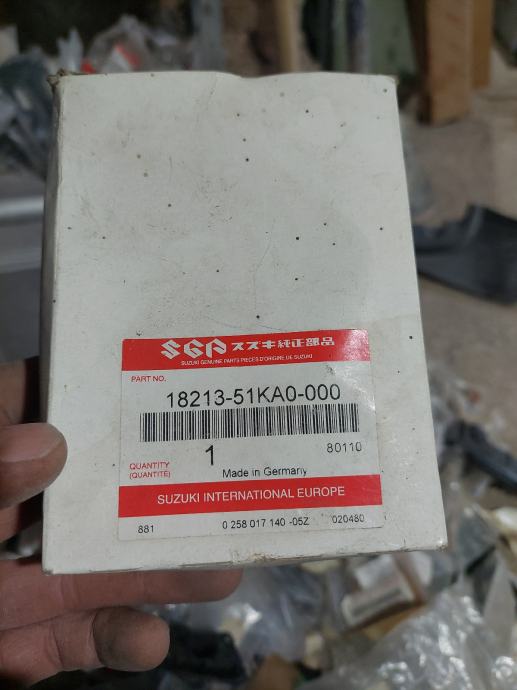 SGP スズキ純正部品
SUZUKI GENUINE PARTS PIECES D'ORIGINE DE SUZUKI
PART NO.
18213-51KA0-000
1
80110
QUANTITY
(QUANTITÉ)
Made in Germany
SUZUKI INTERNATIONAL EUROPE
881
0 258 017 140 -05Z
020480